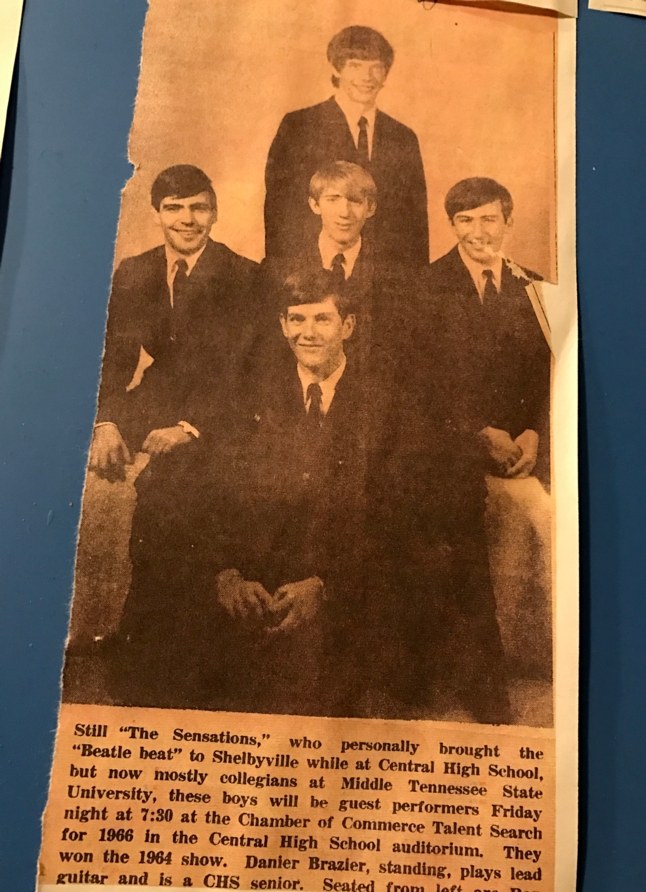 Still "The Sensations," who personally brought the
"Beatle beat" to Shelbyville while at Central High School,
but now mostly collegians at Middle Tennessee State
University, these boys will be guest performers Friday
night at 7:30 at the Chamber of Commerce Talent Search
for 1966 in the Central High School auditorium. They
won the 1964 show. Danier Brazier, standing, plays lead
guitar and is a CHS senior. Seated from left are